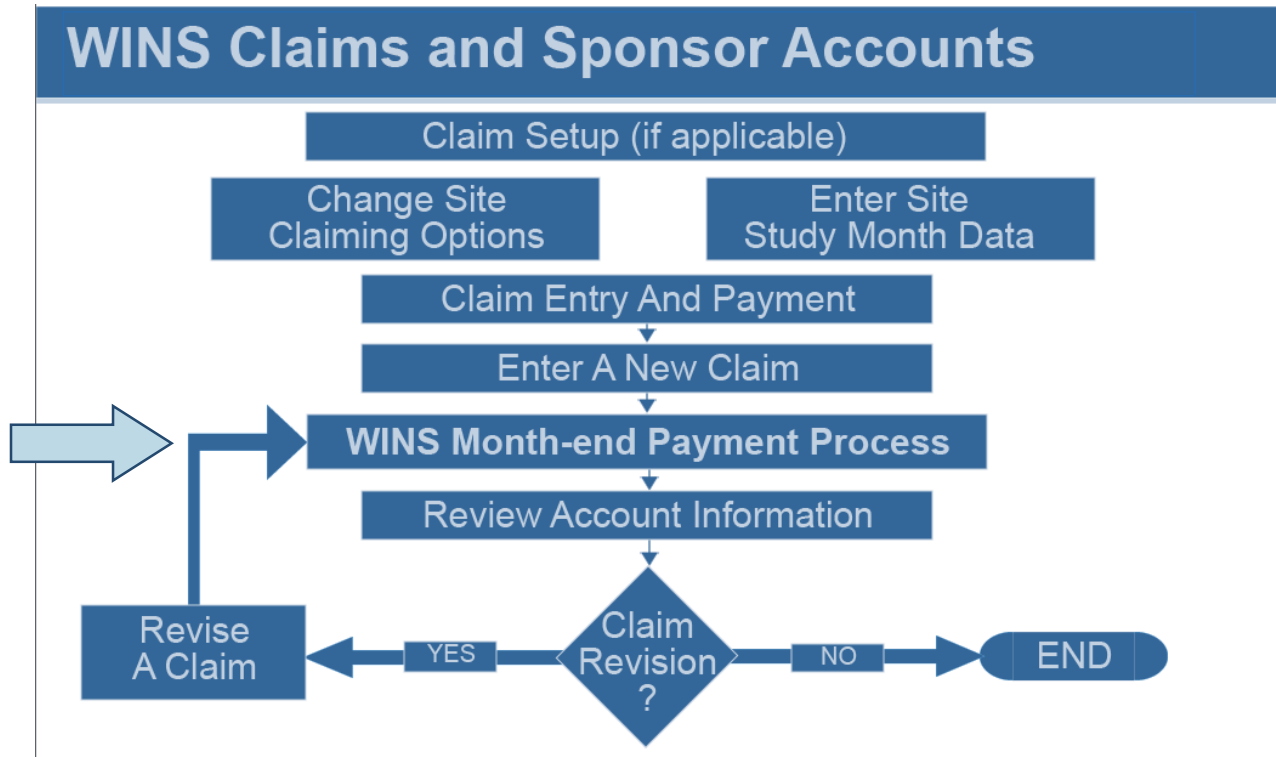 WINS Claims and Sponsor Accounts
Claim Setup (if applicable)
Change Site
Claiming Options
Enter Site
Study Month Data
Claim Entry And Payment
Enter A New Claim
WINS Month-end Payment Process
Review Account Information
Claim
Revision
?
YES
NO
Revise
A Claim
END